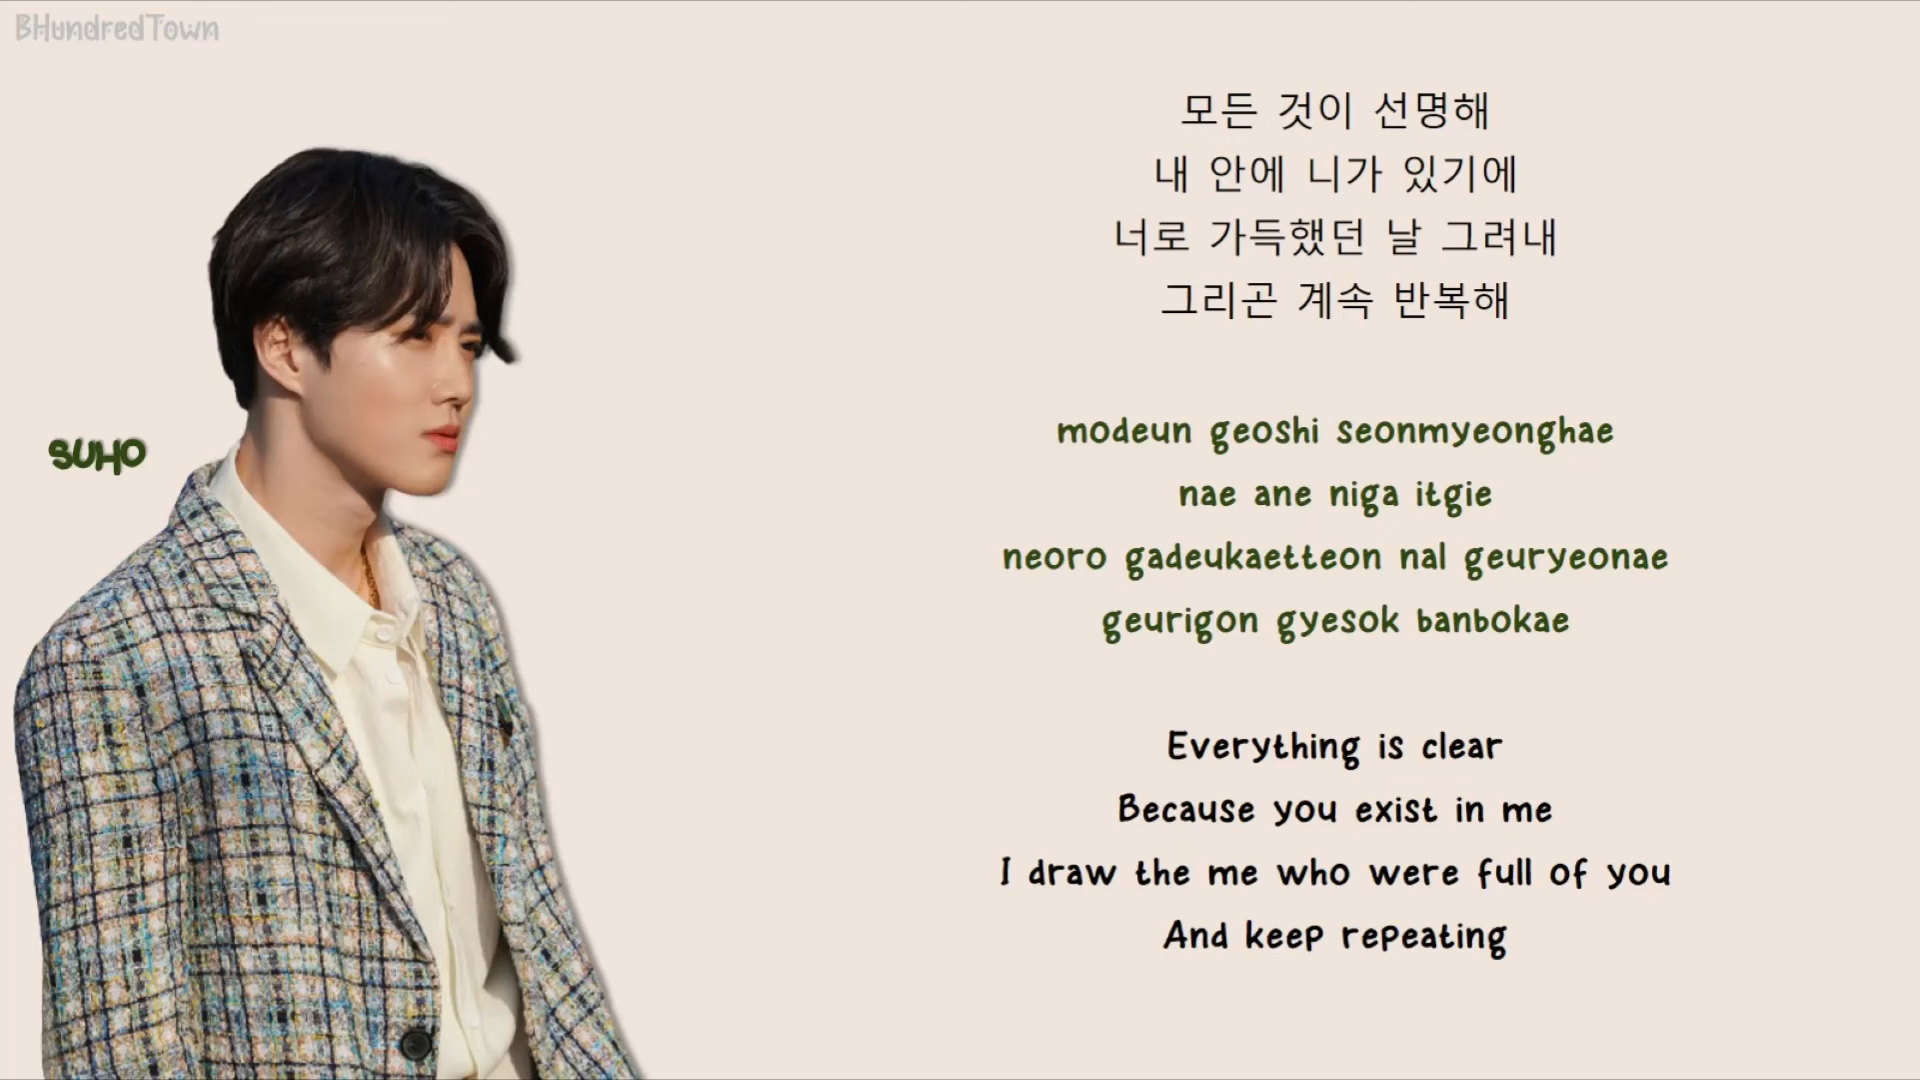 BHundredTown
모든 것이 선명해
내 안에 니가 있기에
너로 가득했던 날 그려내
그리곤 계속 반복해
SUHO
modeun geoshi seonmyeonghae
nae ane niga itgie
neoro gadeukaetteon nal geuryeonae
geurigon gyesok banbokae
Everything is clear
Because you exist in me
I draw the me who were full of you
And keep repeating